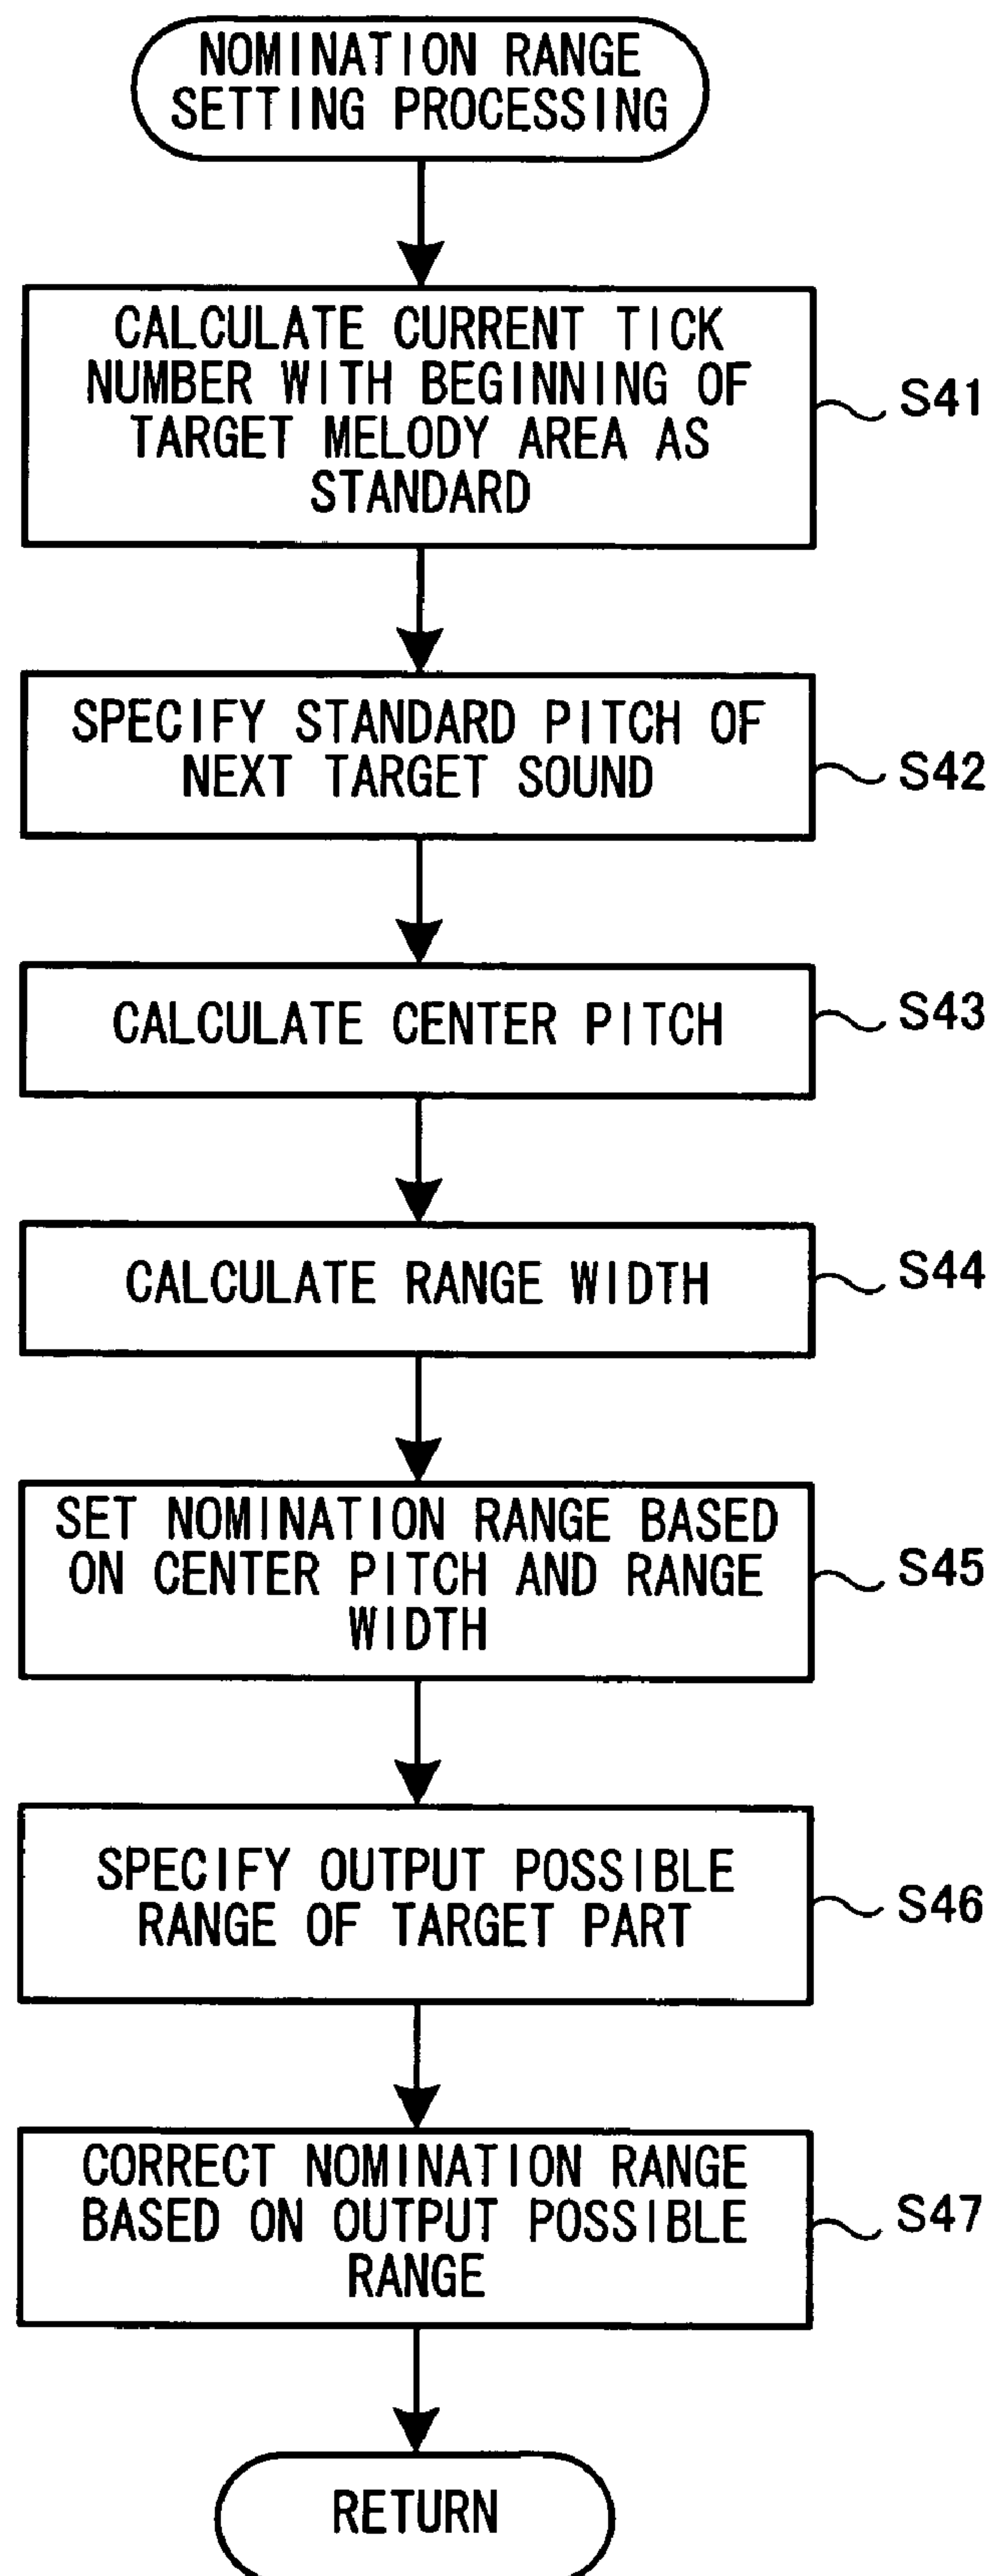 NOMINATION RANGE
SETTING PROCESSING
CALCULATE CURRENT TICK
NUMBER WITH BEGINNING OF
TARGET MELODY AREA AS
STANDARD
S41
SPECIFY STANDARD PITCH OF
NEXT TARGET SOUND
S42
CALCULATE CENTER PITCH
S43
CALCULATE RANGE WIDTH
S44
SET NOMINATION RANGE BASED
ON CENTER PITCH AND RANGE
WIDTH
S45
SPECIFY OUTPUT POSSIBLE
RANGE OF TARGET PART
S46
CORRECT NOMINATION RANGE
BASED ON OUTPUT POSSIBLE
RANGE
S47
RETURN